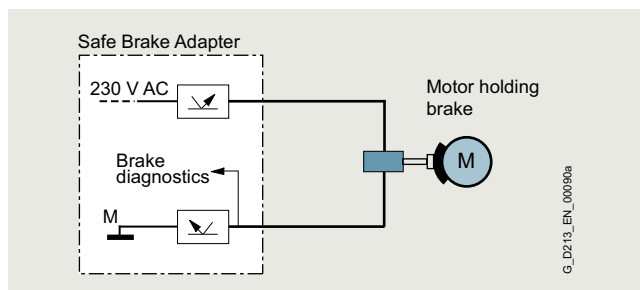 Safe Brake Adapter
230 V AC
Motor holding
brake
M
Brake
diagnostics
M
G_D213_EN_00090a